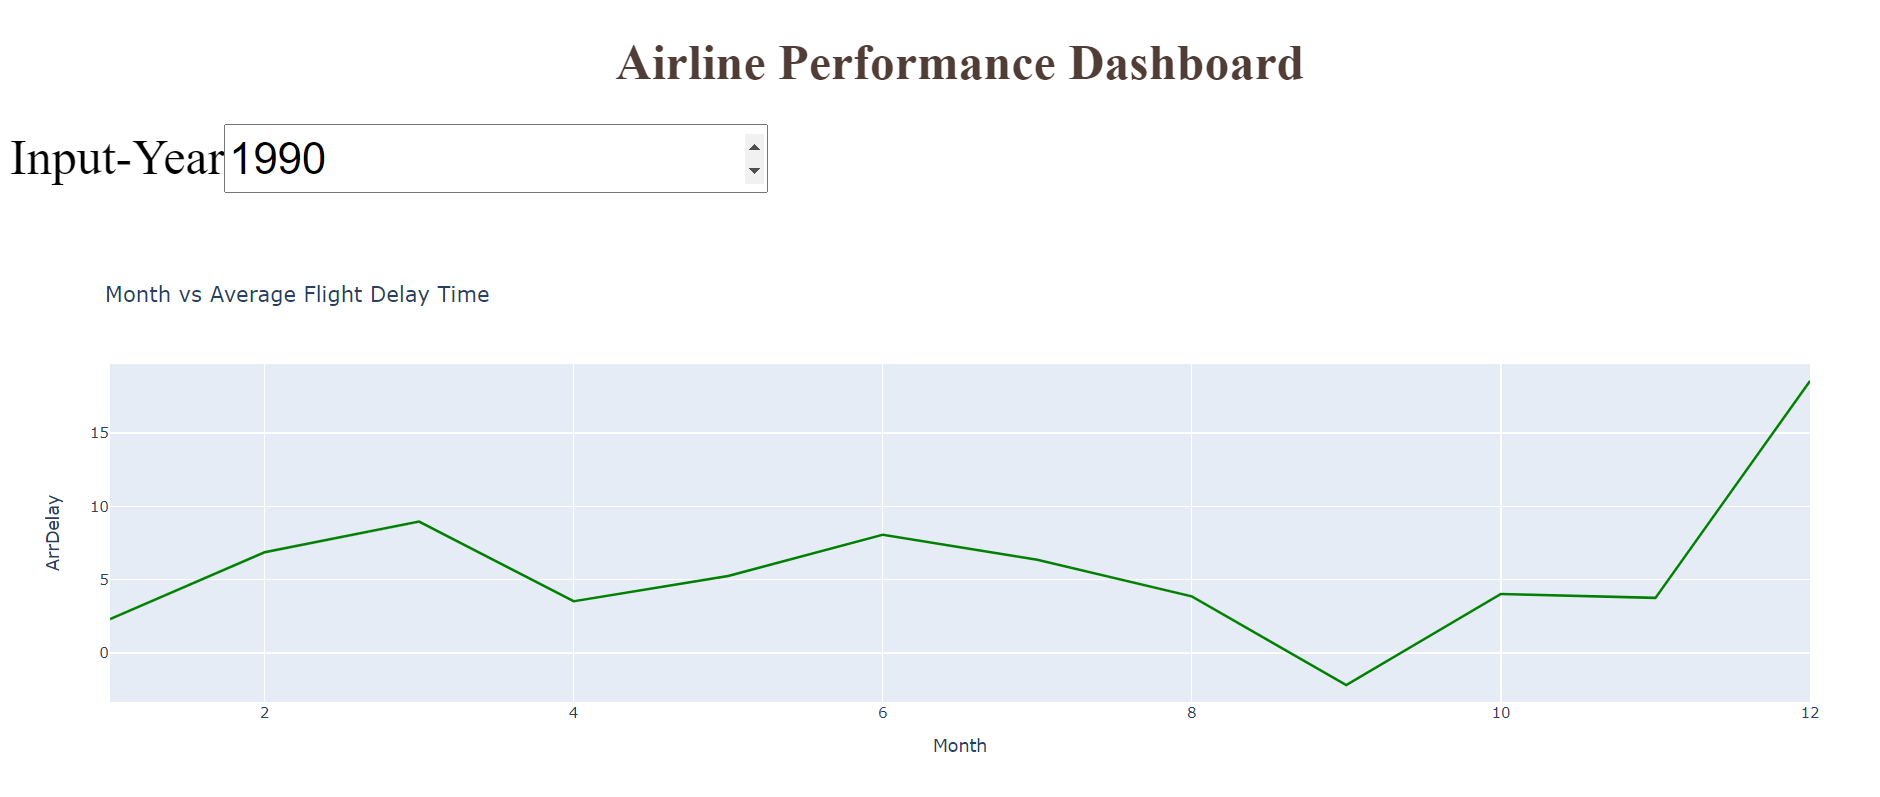 Airline Performance Dashboard
Input-Year 1990
Month vs Average Flight Delay Time
15
10
5
0
ArrDelay
2 4 6 8 10 12
Month